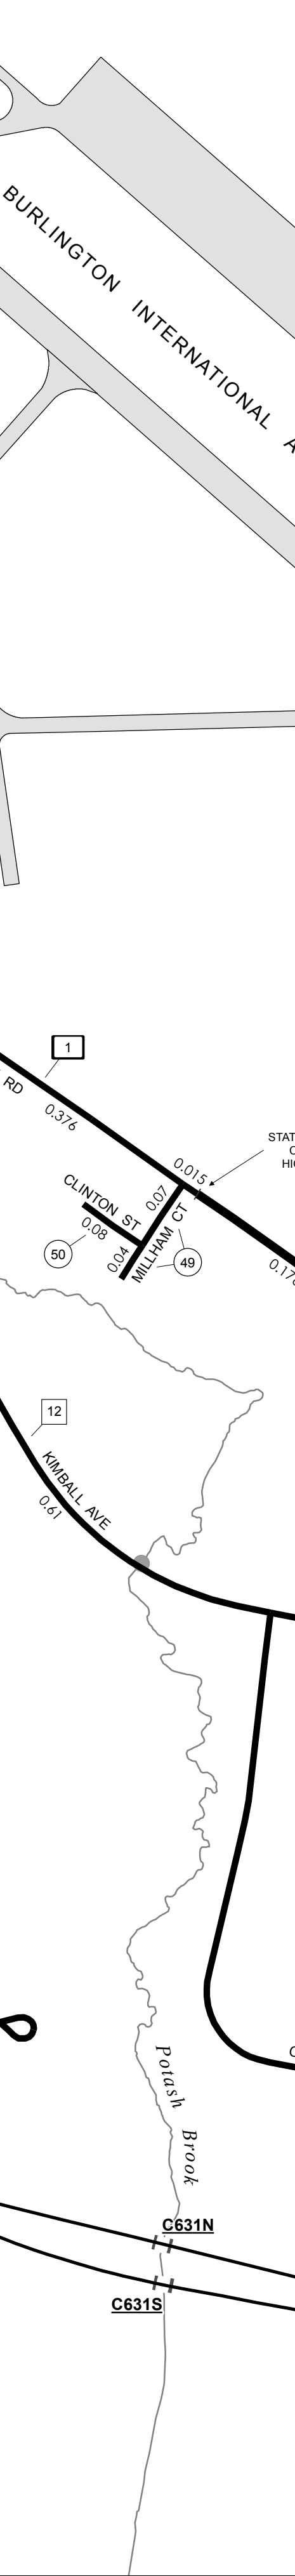 BURLINGTON INTERNATIONAL A
1
RD
0.376
0.015
STAT
HIG
CLINTON ST
0.07
0.08
50
0.04
MILLHAM CT
49
0.176
12
KIMBALL AVE
0.61
Potash Brook
C631N
C631S